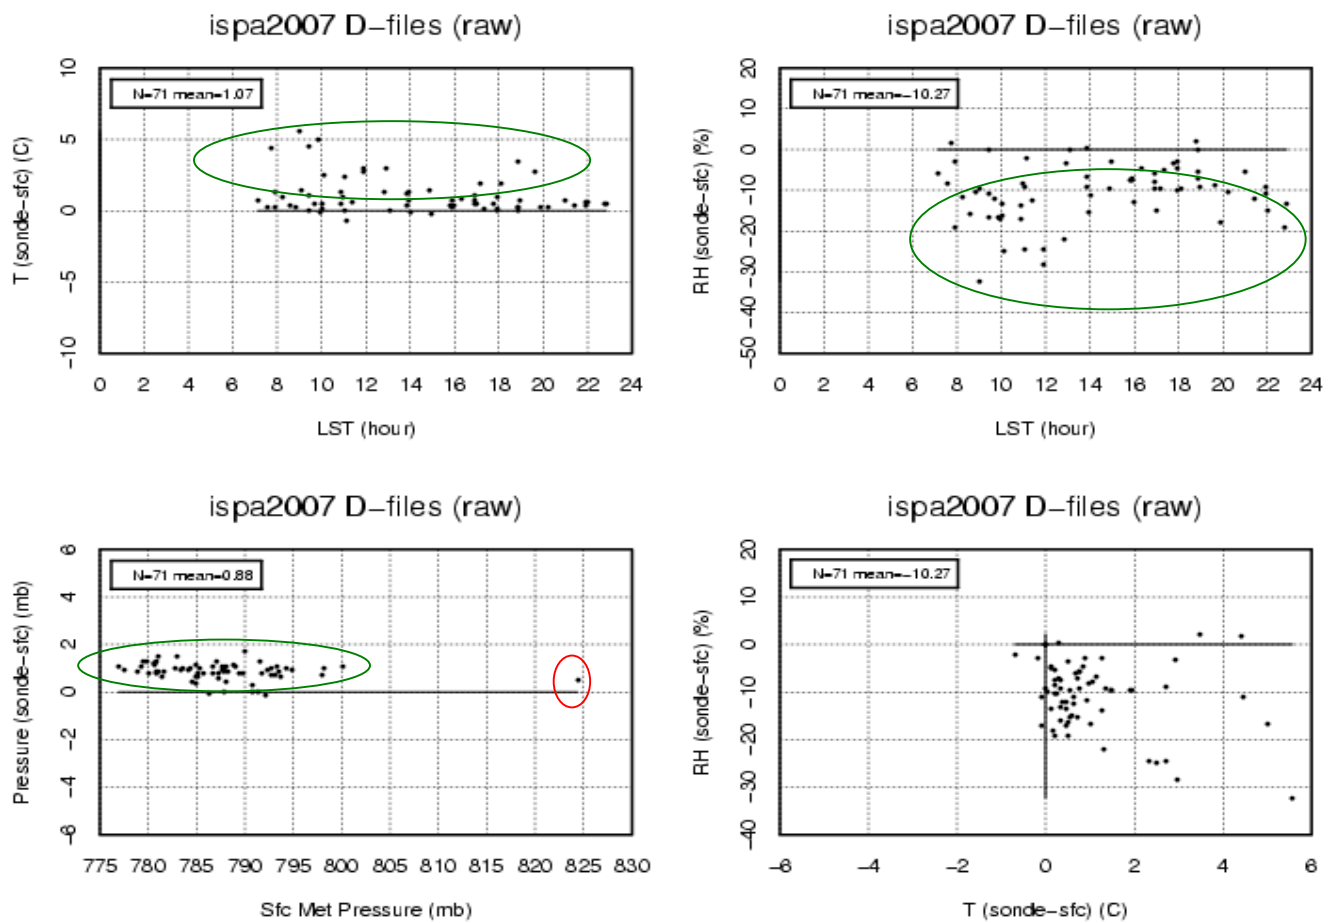 ispa2007 D-files (raw)
N=71 mean=1.07
T (sonde-sfc) (C)
10
5
0
-5
-10
0 2 4 6 8 10 12 14 16 18 20 22 24
LST (hour)
ispa2007 D-files (raw)
N=71 mean=-10.27
RH (sonde-sfc) (%)
20
10
0
-10
-20
-30
-40
-50
0 2 4 6 8 10 12 14 16 18 20 22 24
LST (hour)
ispa2007 D-files (raw)
N=71 mean=0.88
Pressure (sonde-sfc) (mb)
6
4
2
0
-2
-4
-6
775 780 785 790 795 800 805 810 815 820 825 830
Sfc Met Pressure (mb)
ispa2007 D-files (raw)
N=71 mean=-10.27
RH (sonde-sfc) (%)
20
10
0
-10
-20
-30
-40
-6 -4 -2 0 2 4 6
T (sonde-sfc) (C)